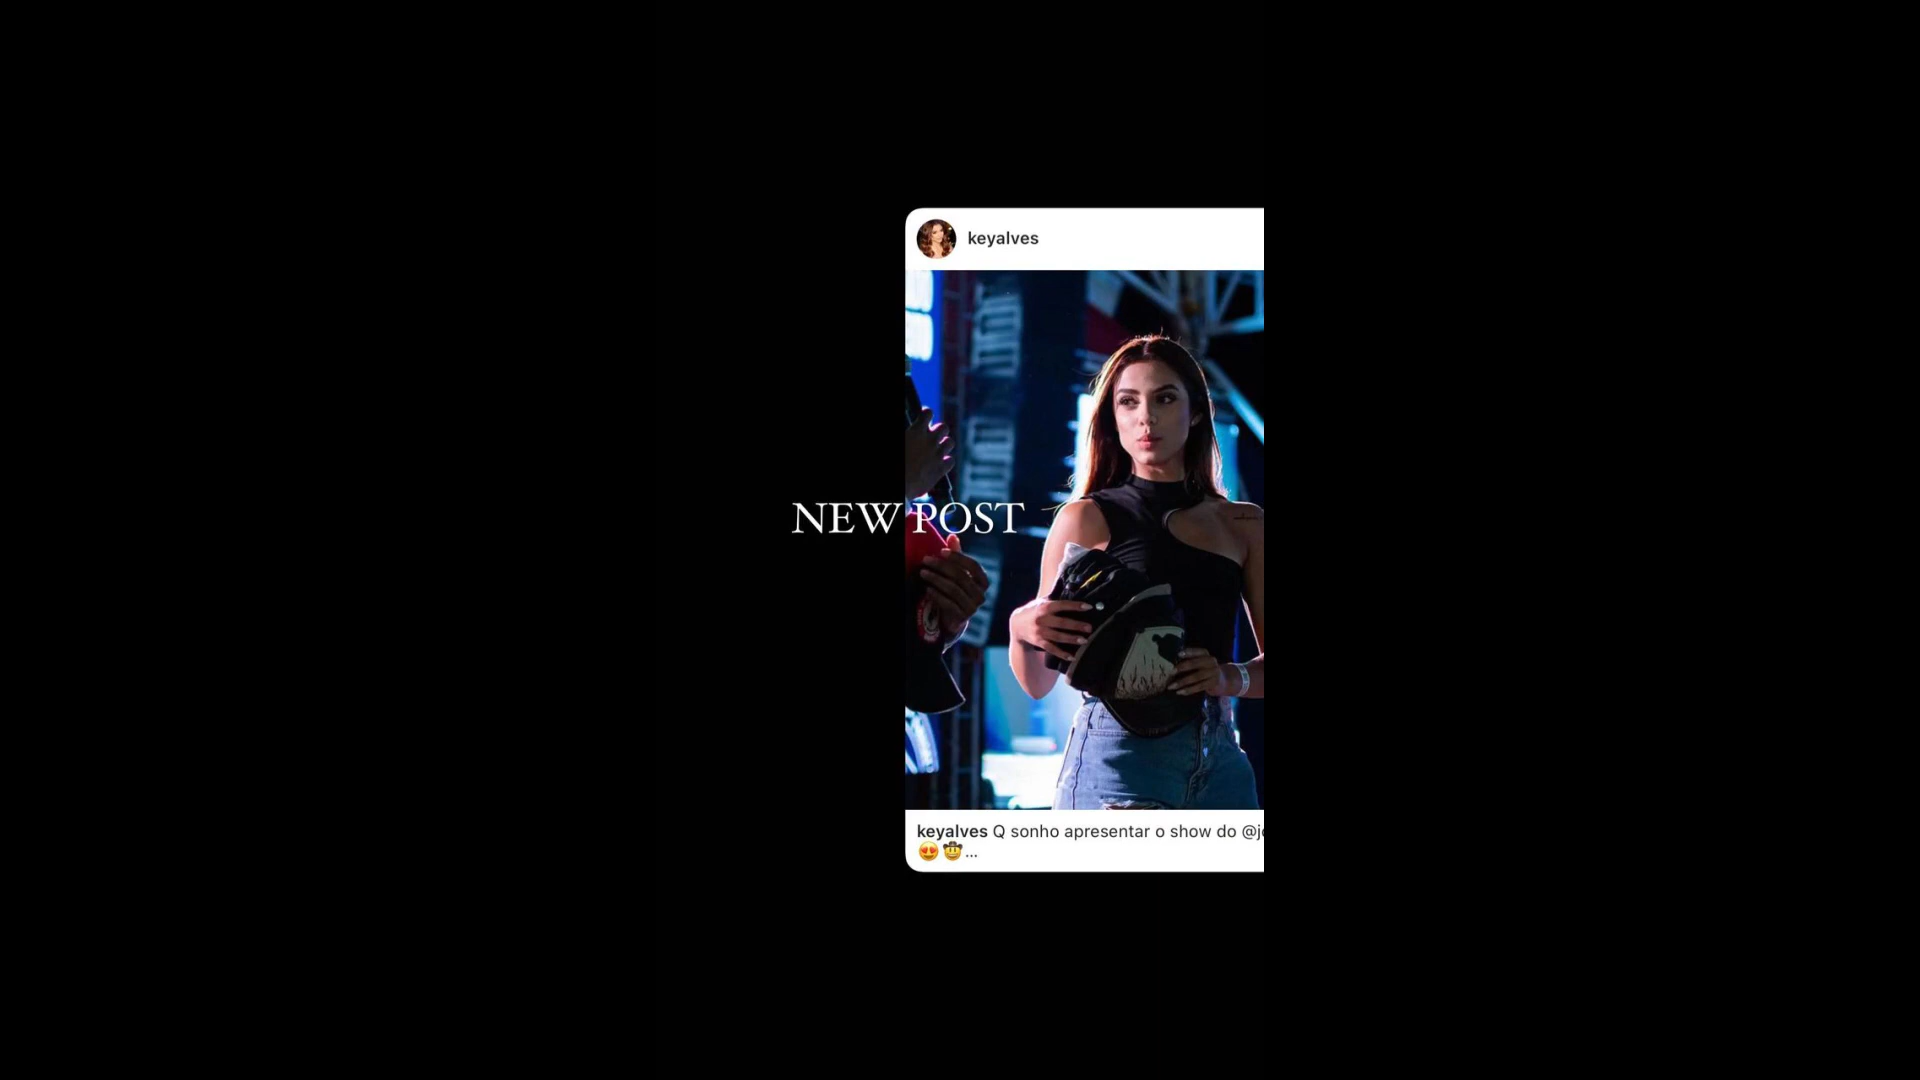 keyalves
NEW POST
keyalves Q sonho apresentar o show do
😍🤠...